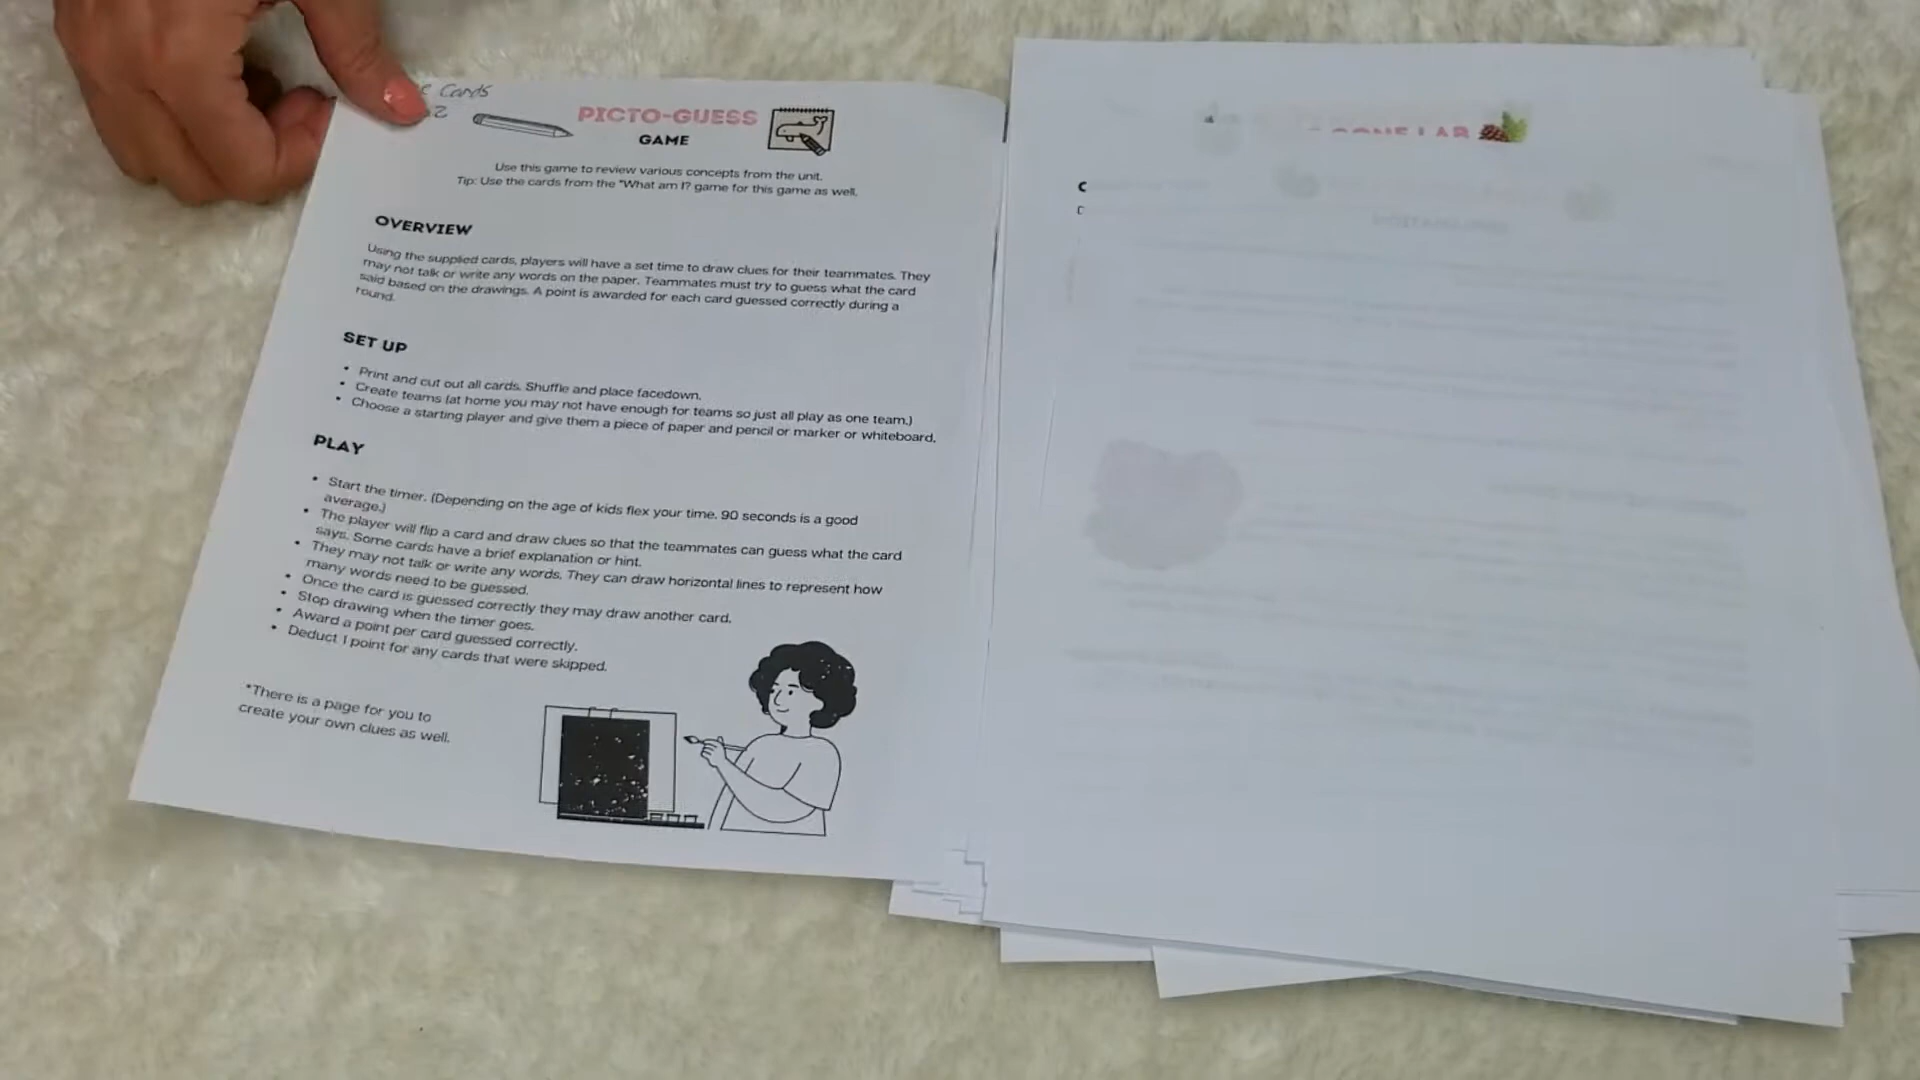 Cards
PICTO-GUESS
GAME
Use this game to review various concepts from the unit.
Tip: Use the cards from the "What am I? game for this game as well.
OVERVIEW
Using the supplied cards, players will have a set time to draw clues for their teammates. They
may not talk or write any words on the paper. Teammates must try to guess what the card
said based on the drawings. A point is awarded for each card guessed correctly during a
round.
SET UP
• Print and cut out all cards. Shuffle and place facedown.
• Create teams (at home you may not have enough for teams so just all play as one team.)
• Choose a starting player and give them a piece of paper and pencil or marker or whiteboard.
PLAY
• Start the timer. (Depending on the age of kids flex your time. 90 seconds is a good
average.)
• The player will flip a card and draw clues so that the teammates can guess what the card
says. Some cards have a brief explanation or hint.
• They may not talk or write any words. They can draw horizontal lines to represent how
many words need to be guessed.
• Once the card is guessed correctly they may draw another card.
• Stop drawing when the timer goes.
• Award a point per card guessed correctly.
• Deduct 1 point for any cards that were skipped.
*There is a page for you to
create your own clues as well.
LAB